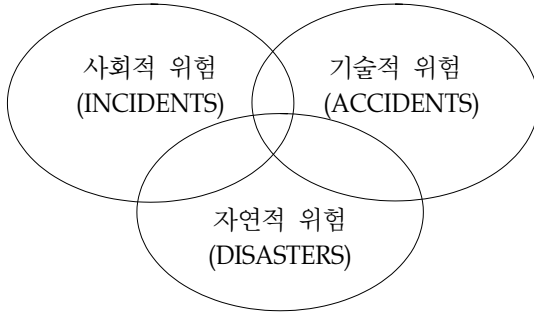 사회적 위험
(INCIDENTS)
기술적 위험
(ACCIDENTS)
자연적 위험
(DISASTERS)